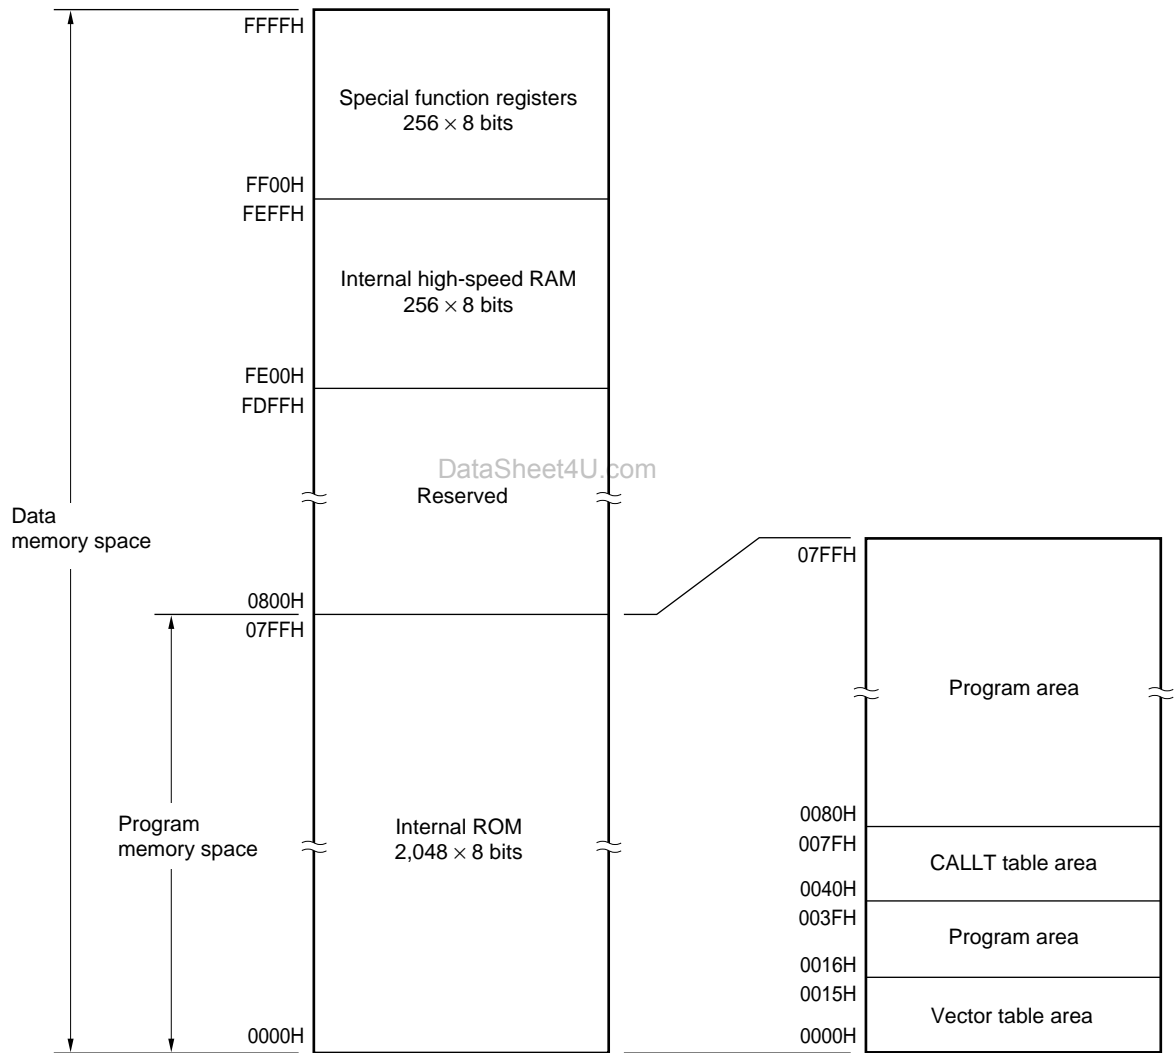 FFFFH
Special function registers
256 × 8 bits
FF00H
FEFFH
Internal high-speed RAM
256 × 8 bits
FE00H
FDFFH
DataSheet4U.com
Reserved
Data
memory space
0800H
07FFH
Program
memory space
Internal ROM
2,048 × 8 bits
0000H
07FFH
Program area
0080H
007FH
CALLT table area
0040H
003FH
Program area
0016H
0015H
Vector table area
0000H